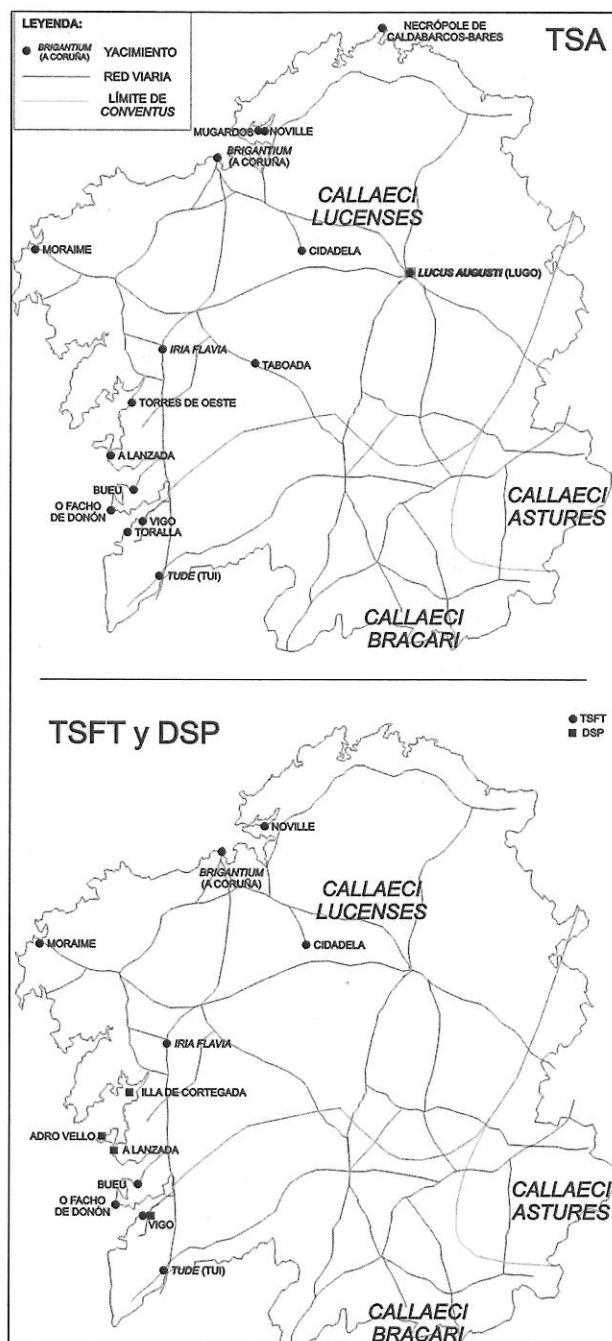 LEYENDA:
BRIGANTIUM
(A CORUÑA)
YACIMIENTO
RED VIARIA
LÍMITE DE
CONVENTUS
NECRÓPOLE DE
CALDABARCOS-BARES
TSA
MUGARDOS
NOVILLE
BRIGANTIUM
(A CORUÑA)
CALLAECI
LUCENSES
MORAIME
CIDADELA
LUCUS AUGUSTI (LUGO)
IRIA FLAVIA
TABOADA
TORRES DE OESTE
A LANZADA
BUEU
O FACHO
DE DONÓN
VIGO
TORALLA
CALLAECI
ASTURES
TUDE (TUI)
CALLAECI
BRACARI
TSFT y DSP
TSFT
DSP
NOVILLE
BRIGANTIUM
(A CORUÑA)
CALLAECI
LUCENSES
MORAIME
CIDADELA
IRIA FLAVIA
ILLA DE CORTEGADA
ADRO VELLO
A LANZADA
BUEU
O FACHO
DE DONÓN
VIGO
CALLAECI
ASTURES
TUDE (TUI)
CALLAECI
BRACARI